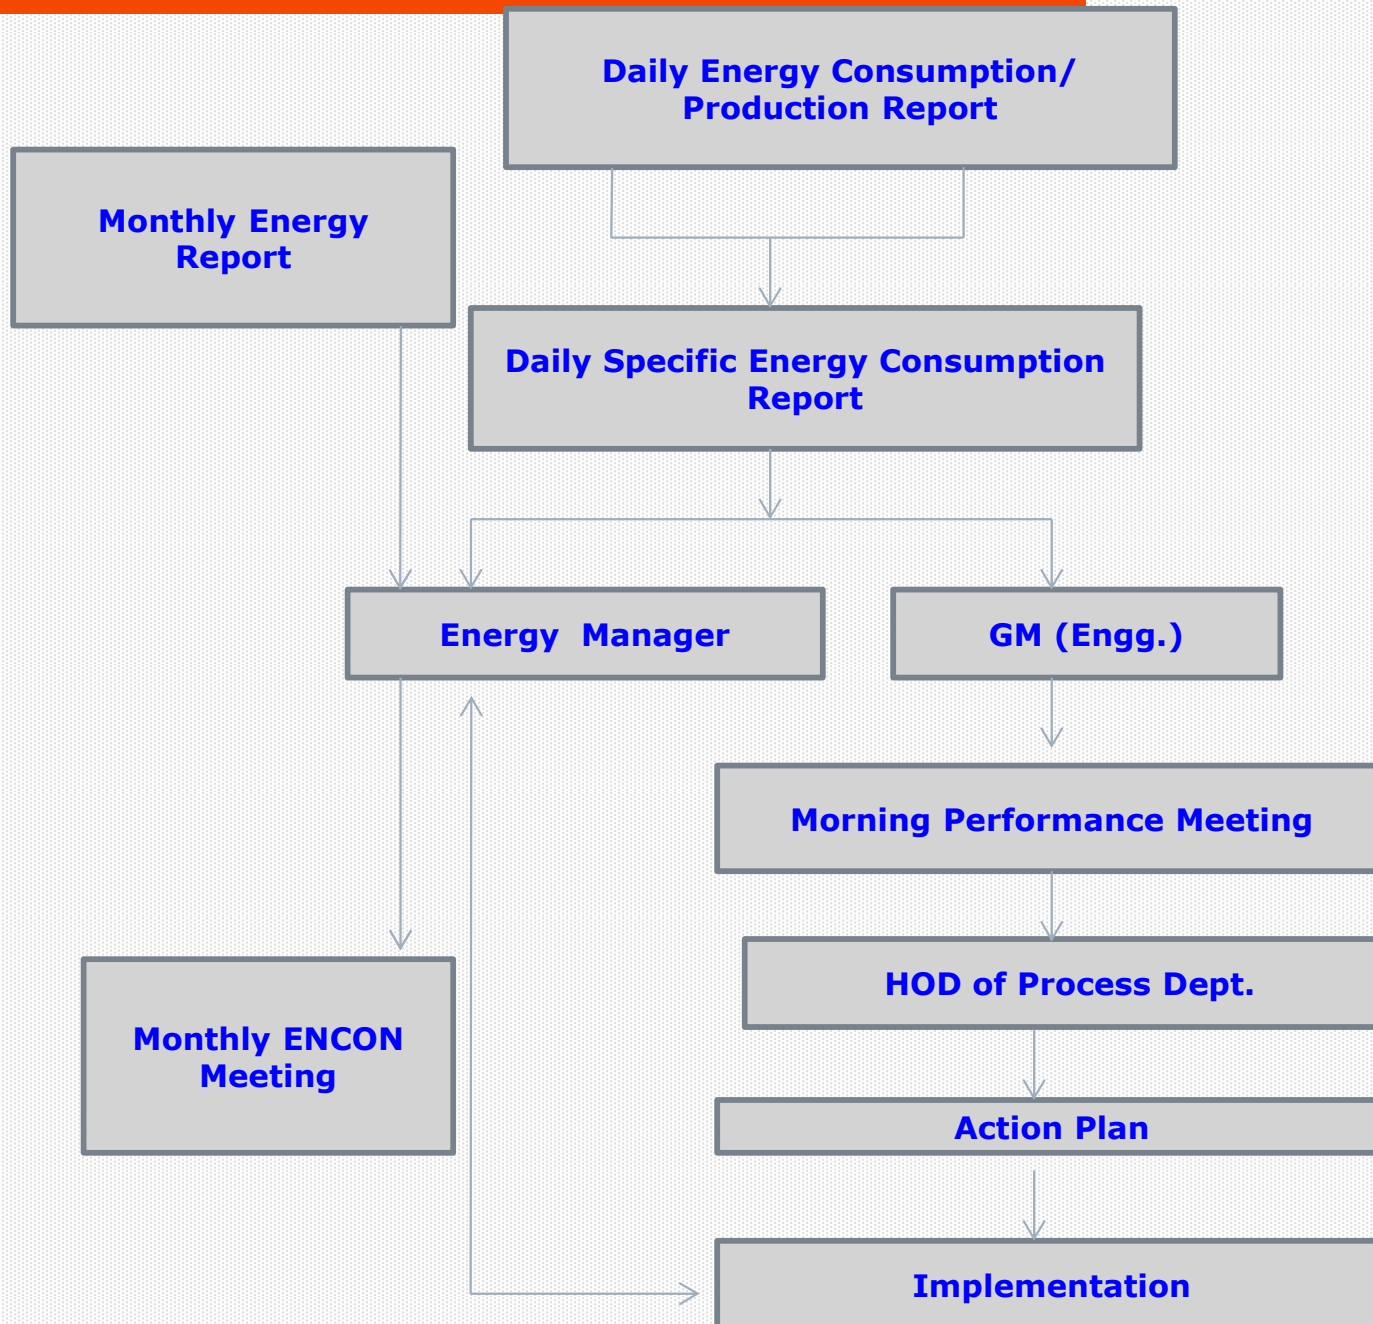 Daily Energy Consumption/
Production Report
Monthly Energy
Report
Daily Specific Energy Consumption
Report
Energy  Manager
GM (Engg.)
Morning Performance Meeting
HOD of Process Dept.
Monthly ENCON
Meeting
Action Plan
Implementation